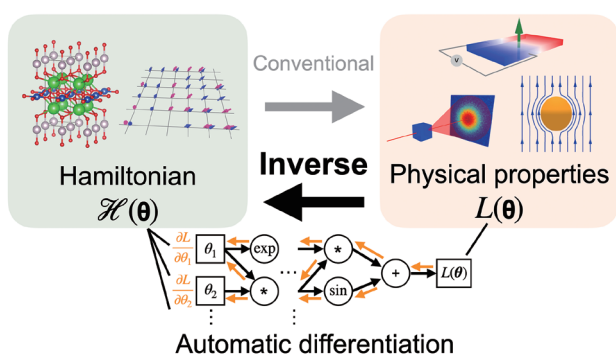 Conventional
V
Inverse
Hamiltonian
ℋ(θ)
Physical properties
L(θ)
∂L/∂θ₁
θ₁
exp
...
*
+
L(θ)
∂L/∂θ₂
θ₂
*
sin
⋮
⋮
Automatic differentiation